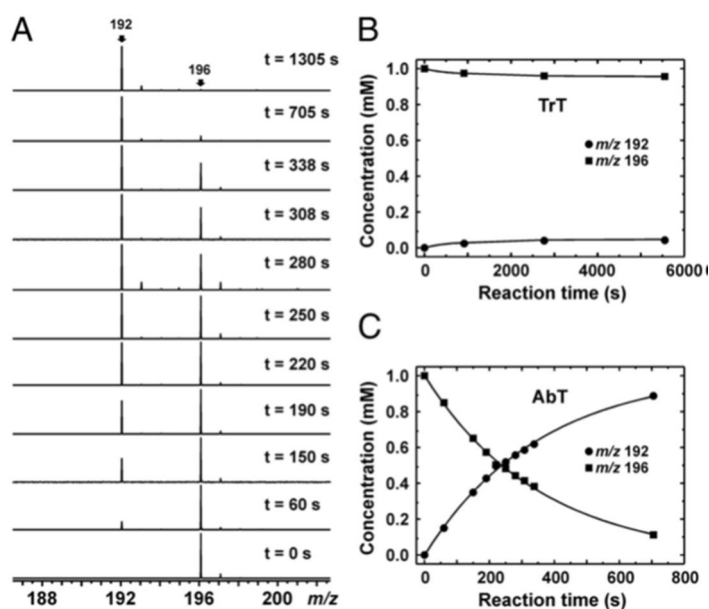 A
192
196
t = 1305 s
t = 705 s
t = 338 s
t = 308 s
t = 280 s
t = 250 s
t = 220 s
t = 190 s
t = 150 s
t = 60 s
t = 0 s
188 192 196 200 m/z
B
Concentration (mM)
1.0
0.8
0.6
0.4
0.2
0.0
TrT
m/z 192
m/z 196
0 2000 4000 6000
Reaction time (s)
C
Concentration (mM)
1.0
0.8
0.6
0.4
0.2
0.0
AbT
m/z 192
m/z 196
0 200 400 600 800
Reaction time (s)